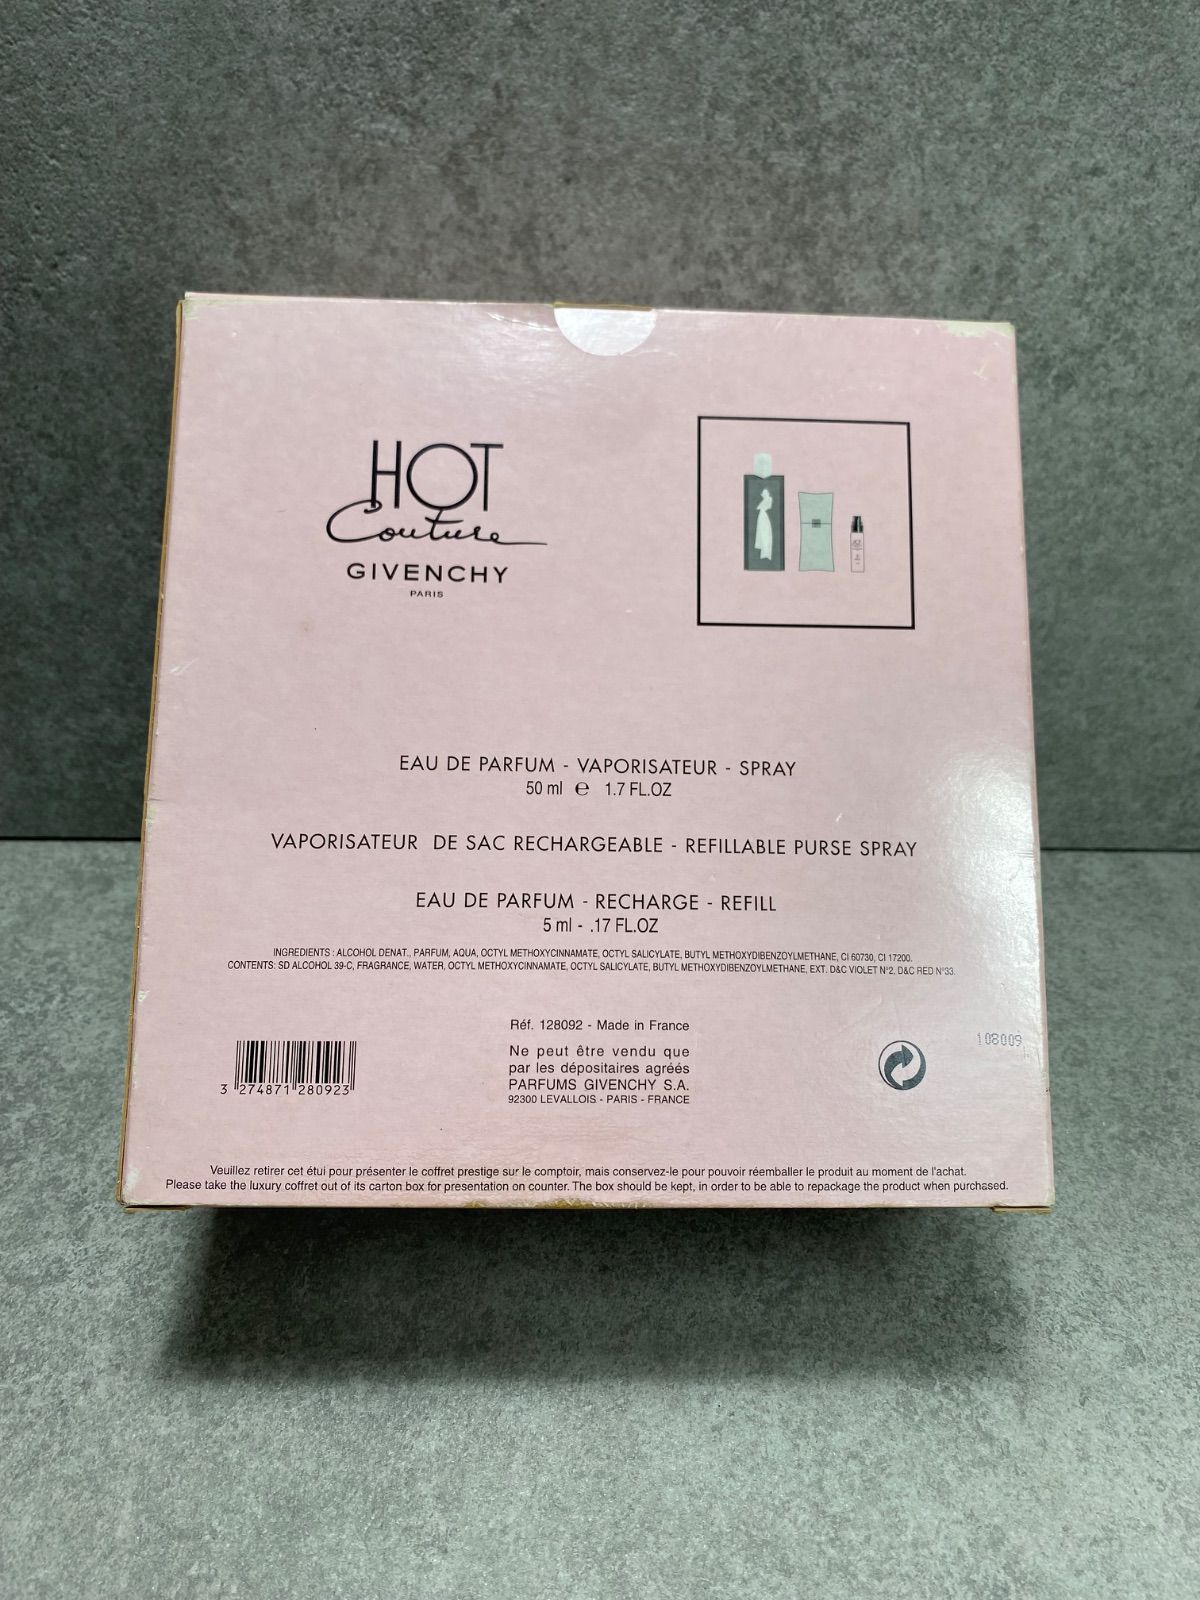 HOT
Couture
GIVENCHY
PARIS
EAU DE PARFUM - VAPORISATEUR - SPRAY
50 ml ℮ 1.7 FL.OZ
VAPORISATEUR DE SAC RECHARGEABLE - REFILLABLE PURSE SPRAY
EAU DE PARFUM - RECHARGE - REFILL
5 ml - .17 FL.OZ
INGREDIENTS : ALCOHOL DENAT., PARFUM, AQUA, OCTYL METHOXYCINNAMATE, OCTYL SALICYLATE, BUTYL METHOXYDIBENZOYLMETHANE, CI 60730, CI 17200.
CONTENTS: SD ALCOHOL 39-C, FRAGRANCE, WATER, OCTYL METHOXYCINNAMATE, OCTYL SALICYLATE, BUTYL METHOXYDIBENZOYLMETHANE, EXT. D&C VIOLET N°2, D&C RED N°33.
Réf. 128092 - Made in France
Ne peut être vendu que
par les dépositaires agréés
PARFUMS GIVENCHY S.A.
92300 LEVALLOIS - PARIS - FRANCE
3 274871 280923
108009
Veuillez retirer cet étui pour présenter le coffret prestige sur le comptoir, mais conservez-le pour pouvoir réemballer le produit au moment de l'achat.
Please take the luxury coffret out of its carton box for presentation on counter. The box should be kept, in order to be able to repackage the product when purchased.